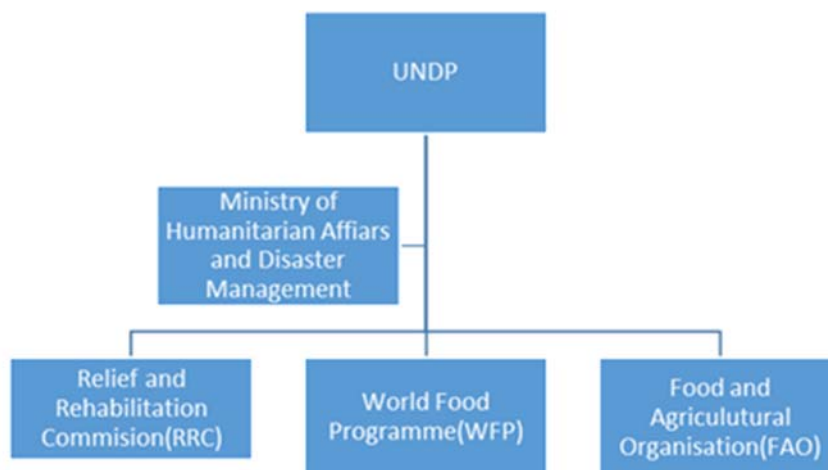 UNDP
Ministry of
Humanitarian Affiars
and Disaster
Management
Relief and
Rehabilitation
Commision(RRC)
World Food
Programme(WFP)
Food and
Agriculutural
Organisation(FAO)